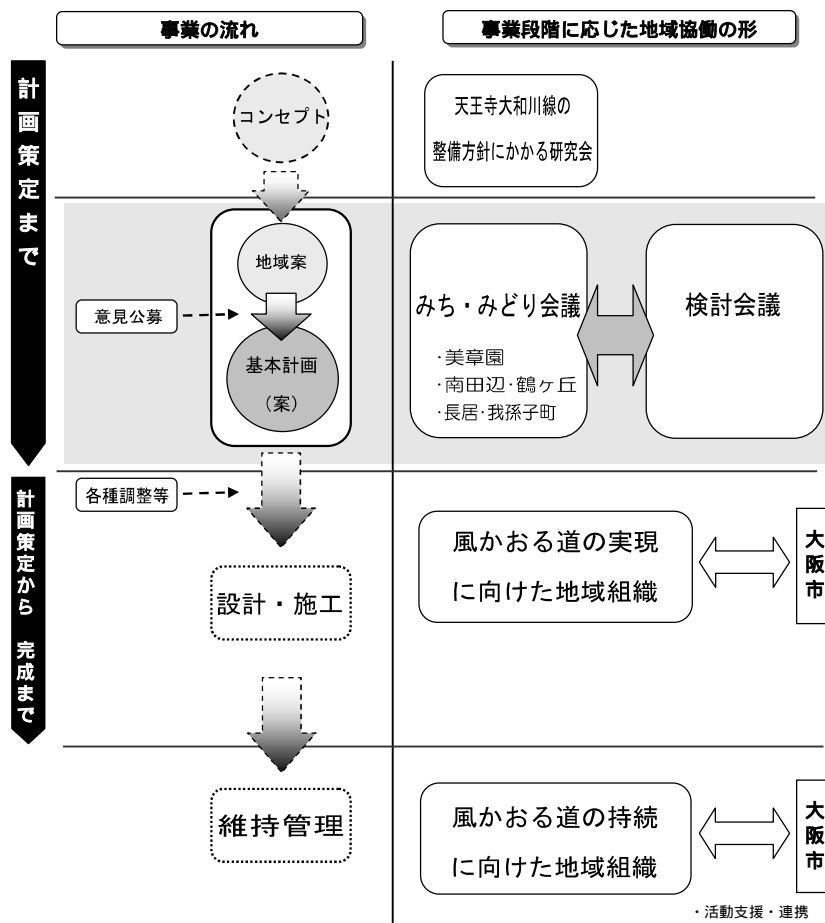 事業の流れ
事業段階に応じた地域協働の形
計画策定まで
コンセプト
天王寺大和川線の
整備方針にかかる研究会
地域案
意見公募
基本計画
（案）
みち・みどり会議
・美章園
・南田辺・鶴ヶ丘
・長居・我孫子町
検討会議
計画策定から 完成まで
各種調整等
設計・施工
風かおる道の実現
に向けた地域組織
大阪市
維持管理
風かおる道の持続
に向けた地域組織
大阪市
・活動支援・連携